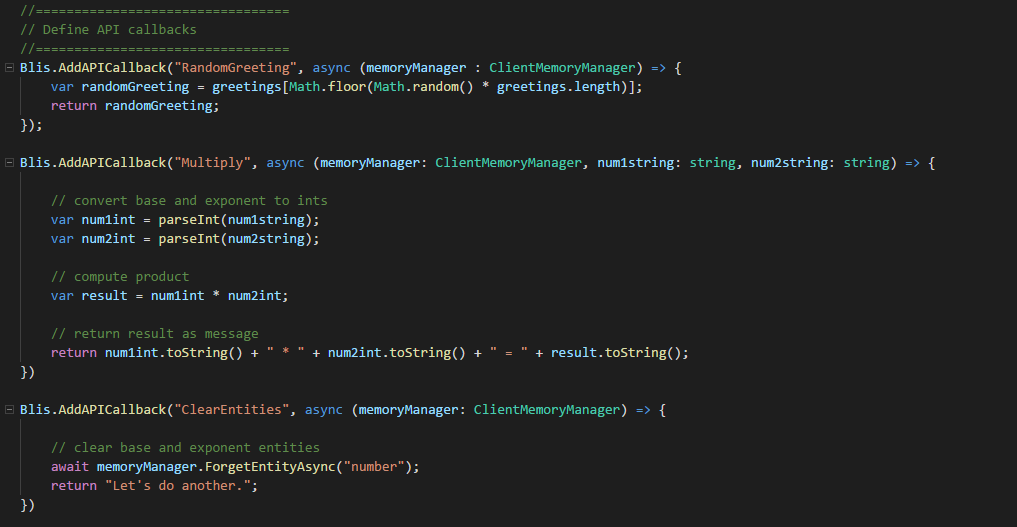 //=================================
// Define API callbacks
//=================================
Blis.AddAPICallback("RandomGreeting", async (memoryManager : ClientMemoryManager) => {
    var randomGreeting = greetings[Math.floor(Math.random() * greetings.length)];
    return randomGreeting;
});

Blis.AddAPICallback("Multiply", async (memoryManager: ClientMemoryManager, num1string: string, num2string: string) => {

    // convert base and exponent to ints
    var num1int = parseInt(num1string);
    var num2int = parseInt(num2string);

    // compute product
    var result = num1int * num2int;

    // return result as message
    return num1int.toString() + " * " + num2int.toString() + " = " + result.toString();
})

Blis.AddAPICallback("ClearEntities", async (memoryManager: ClientMemoryManager) => {

    // clear base and exponent entities
    await memoryManager.ForgetEntityAsync("number");
    return "Let's do another.";
})